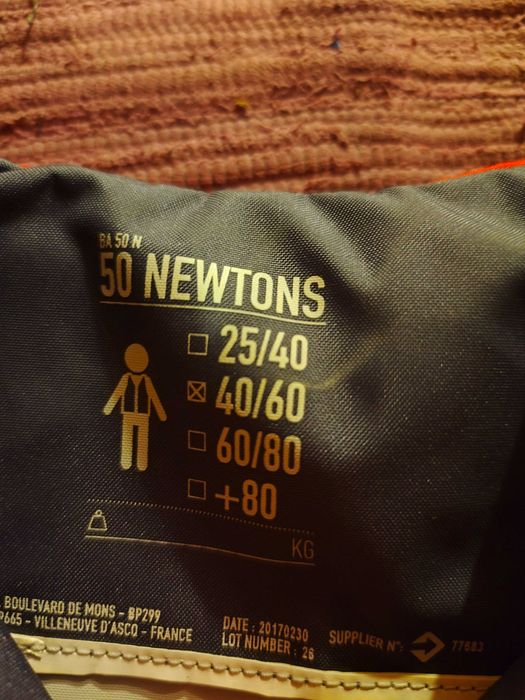 BA 50 N
50 NEWTONS
25/40
40/60
60/80
+80
KG
BOULEVARD DE MONS - BP299
P665 - VILLENEUVE D'ASCQ - FRANCE
DATE : 20170230
LOT NUMBER : 26
SUPPLIER N°: 77683